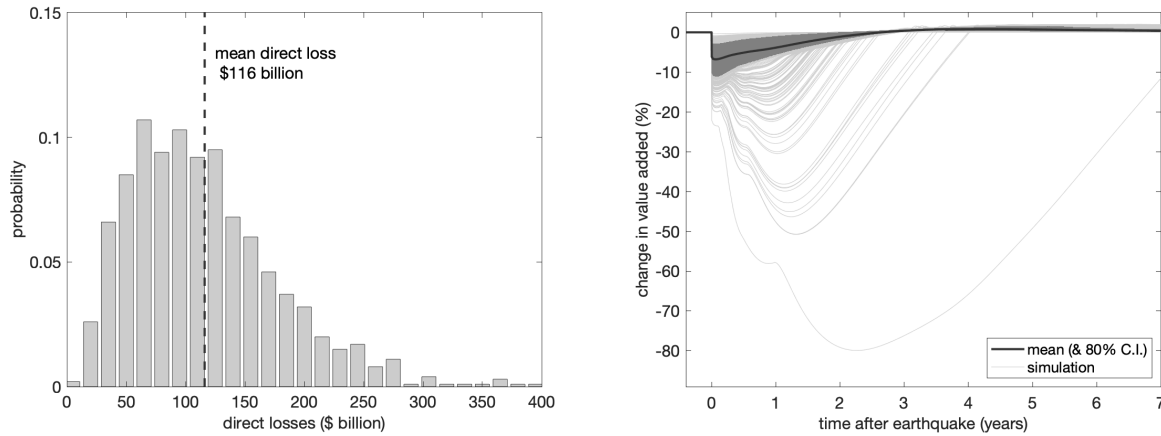 0.15
mean direct loss
$116 billion
0.1
probability
0.05
0
0 50 100 150 200 250 300 350 400
direct losses ($ billion)
0
-10
-20
-30
-40
-50
-60
-70
-80
change in value added (%)
mean (& 80% C.I.)
simulation
0 1 2 3 4 5 6 7
time after earthquake (years)